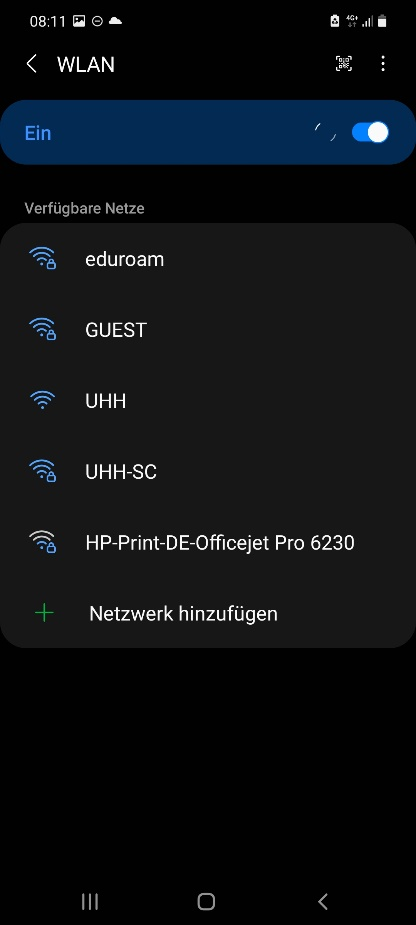 08:11 4G+
WLAN
Ein
Verfügbare Netze
eduroam
GUEST
UHH
UHH-SC
HP-Print-DE-Officejet Pro 6230
Netzwerk hinzufügen